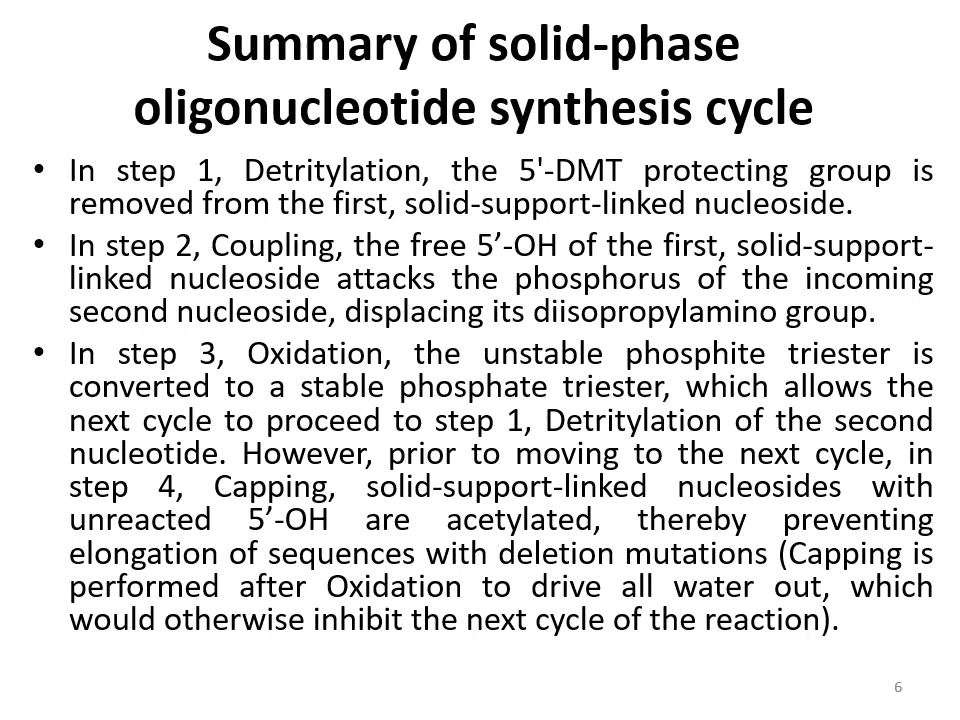 Summary of solid-phase
oligonucleotide synthesis cycle
• In step 1, Detritylation, the 5'-DMT protecting group is
removed from the first, solid-support-linked nucleoside.
• In step 2, Coupling, the free 5’-OH of the first, solid-support-
linked nucleoside attacks the phosphorus of the incoming
second nucleoside, displacing its diisopropylamino group.
• In step 3, Oxidation, the unstable phosphite triester is
converted to a stable phosphate triester, which allows the
next cycle to proceed to step 1, Detritylation of the second
nucleotide. However, prior to moving to the next cycle, in
step 4, Capping, solid-support-linked nucleosides with
unreacted 5’-OH are acetylated, thereby preventing
elongation of sequences with deletion mutations (Capping is
performed after Oxidation to drive all water out, which
would otherwise inhibit the next cycle of the reaction).
6